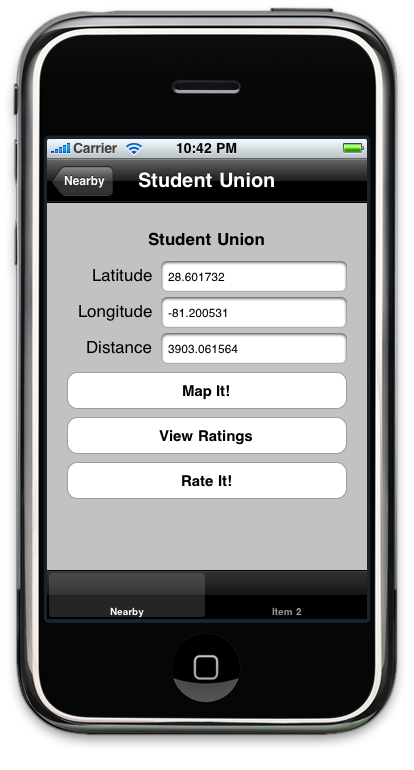 Carrier 10:42 PM
Nearby Student Union
Student Union
Latitude 28.601732
Longitude -81.200531
Distance 3903.061564
Map It!
View Ratings
Rate It!
Nearby Item 2